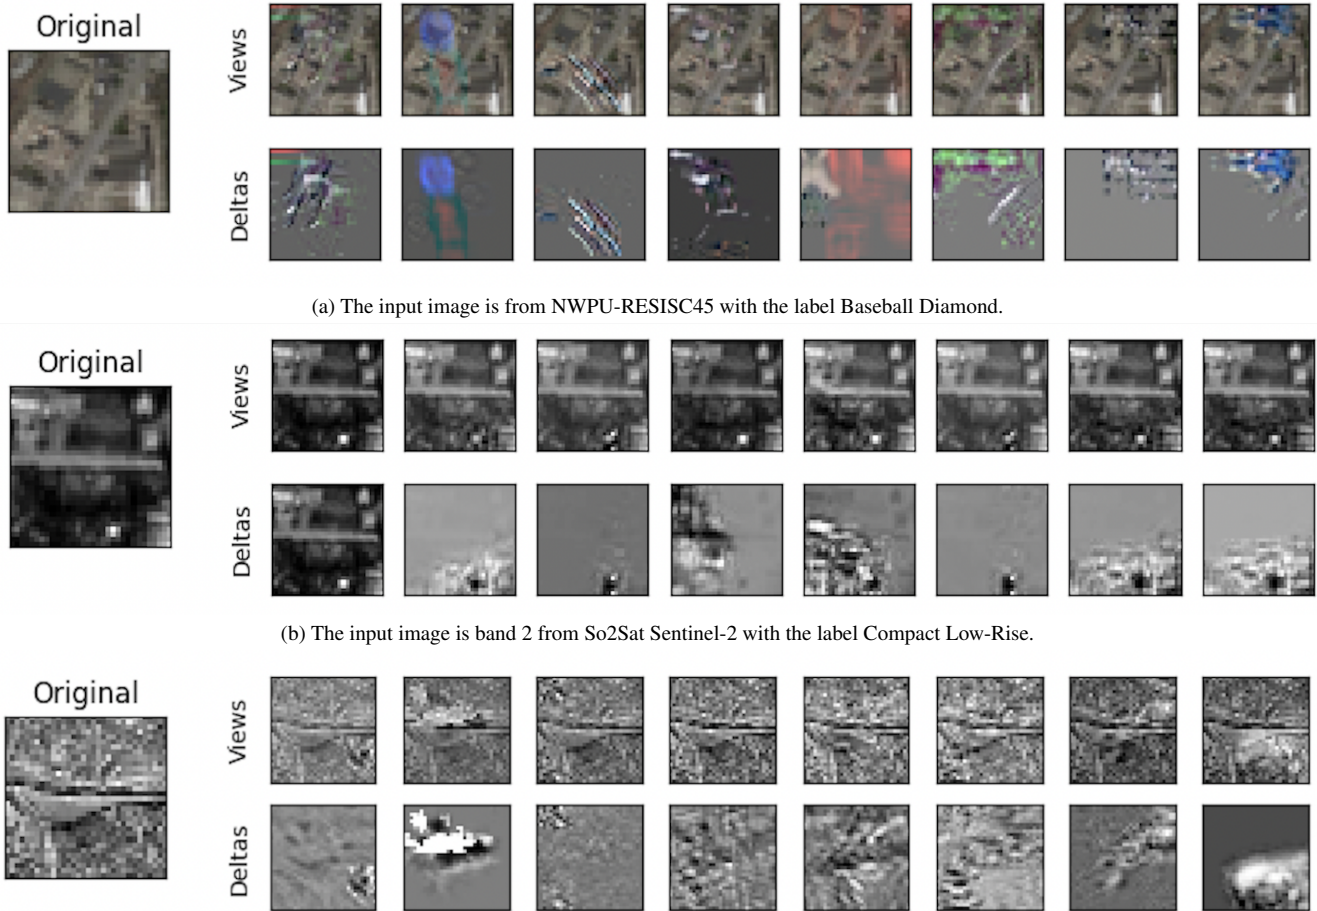 Original
Views
Deltas
(a) The input image is from NWPU-RESISC45 with the label Baseball Diamond.
Original
Views
Deltas
(b) The input image is band 2 from So2Sat Sentinel-2 with the label Compact Low-Rise.
Original
Views
Deltas